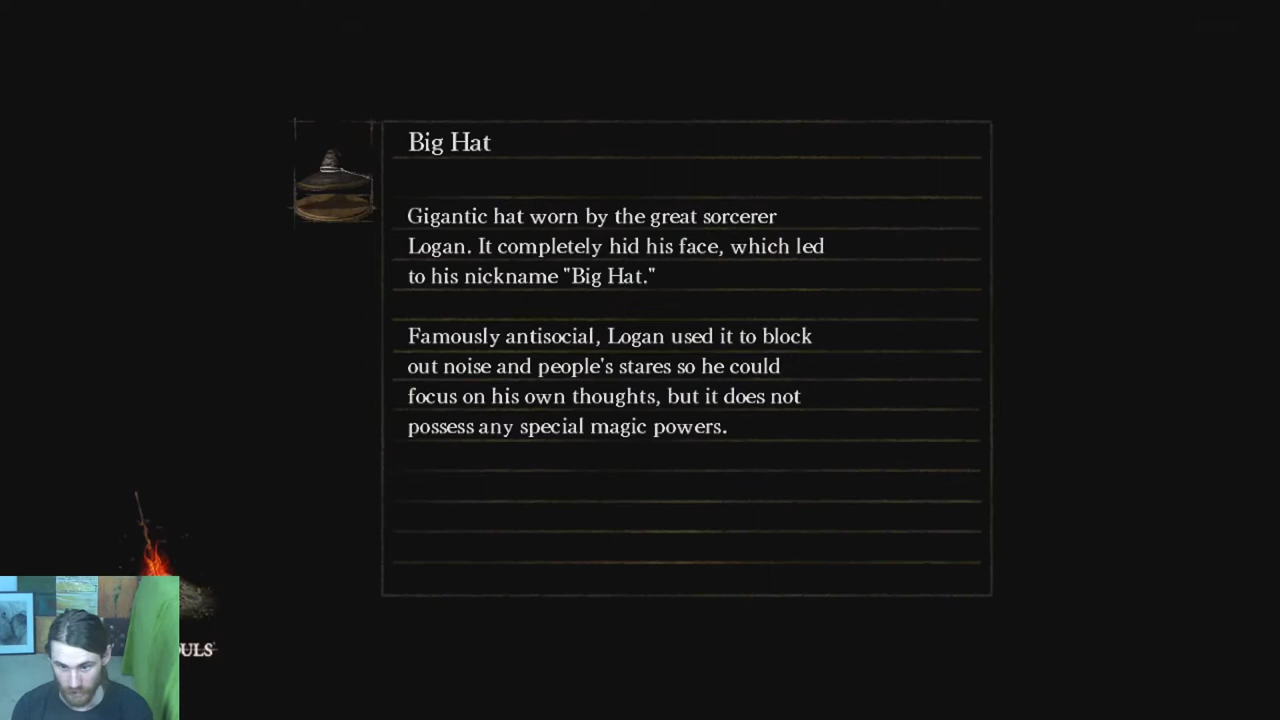 Big Hat
Gigantic hat worn by the great sorcerer
Logan. It completely hid his face, which led
to his nickname "Big Hat."
Famously antisocial, Logan used it to block
out noise and people's stares so he could
focus on his own thoughts, but it does not
possess any special magic powers.